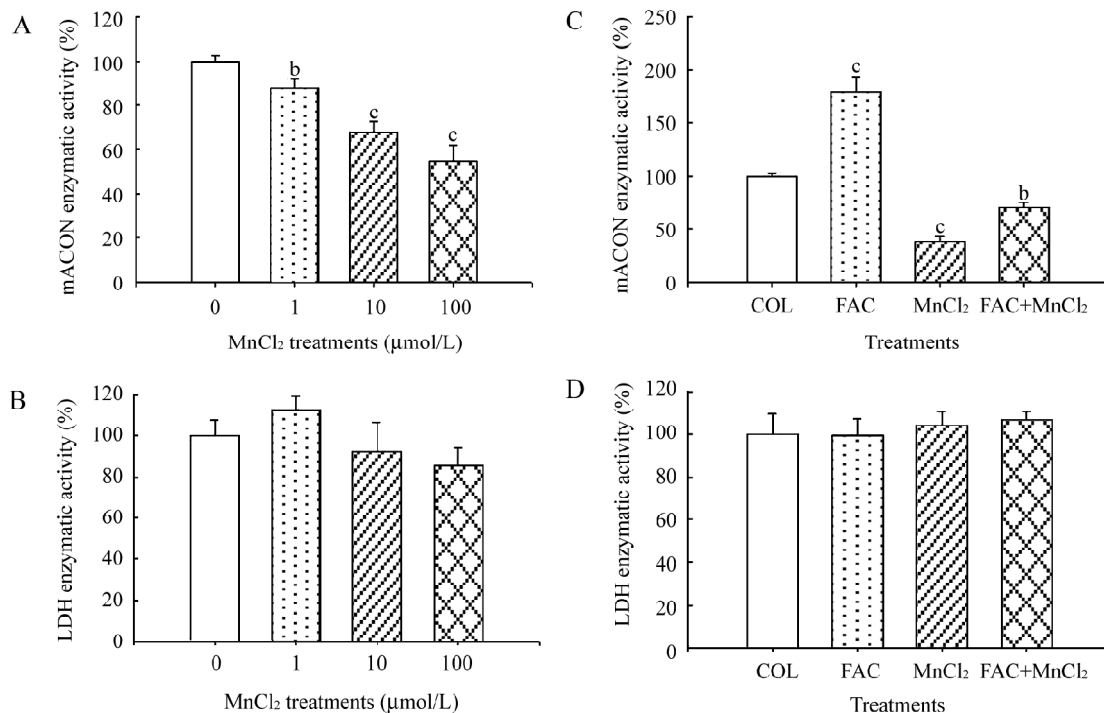 A
mACON enzymatic activity (%)
120
100
80
60
40
20
0
b
c
c
0 1 10 100
MnCl₂ treatments (μmol/L)
C
mACON enzymatic activity (%)
250
200
150
100
50
0
c
c
b
COL FAC MnCl₂ FAC+MnCl₂
Treatments
B
LDH enzymatic activity (%)
120
100
80
60
40
20
0
0 1 10 100
MnCl₂ treatments (μmol/L)
D
LDH enzymatic activity (%)
120
100
80
60
40
20
0
COL FAC MnCl₂ FAC+MnCl₂
Treatments